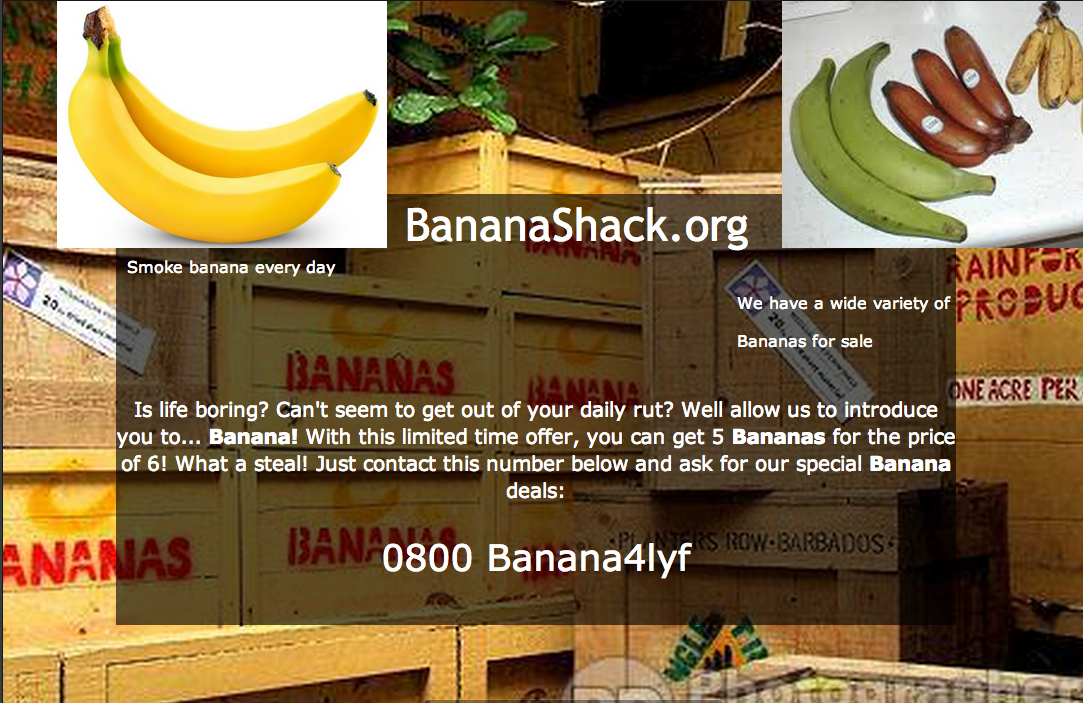 BananaShack.org
Smoke banana every day
We have a wide variety of
Bananas for sale
RAINFOR
PRODUC
20
20
BANANAS
BANANAS
ONE ACRE PER
Is life boring? Can't seem to get out of your daily rut? Well allow us to introduce
you to... Banana! With this limited time offer, you can get 5 Bananas for the price
of 6! What a steal! Just contact this number below and ask for our special Banana
deals:
PLANTERS ROW·BARBADOS·
BANANAS
BANANAS
0800 Banana4lyf
Photographer